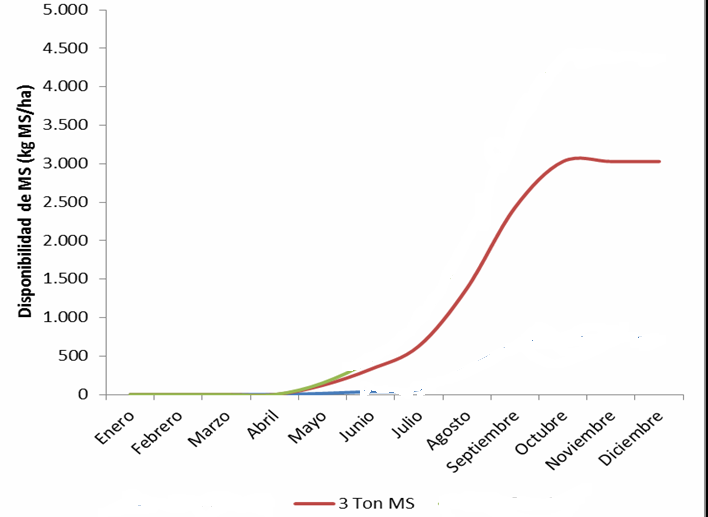 5.000
4.500
4.000
3.500
3.000
2.500
2.000
1.500
1.000
500
0
Disponibilidad de MS (kg MS/ha)
Enero
Febrero
Marzo
Abril
Mayo
Junio
Julio
Agosto
Septiembre
Octubre
Noviembre
Diciembre
3 Ton MS